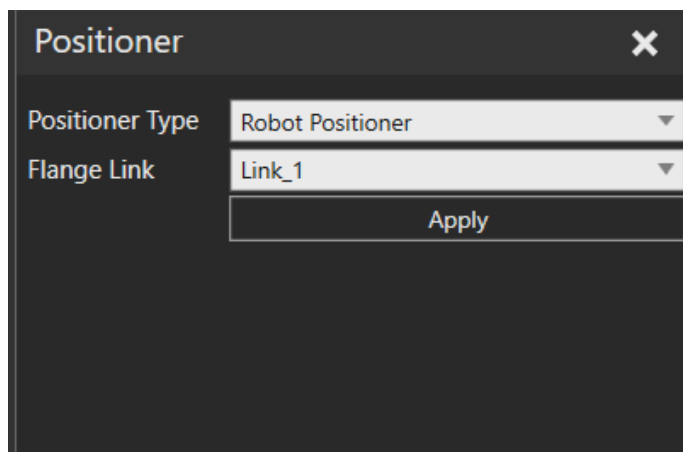 Positioner
Positioner Type Robot Positioner
Flange Link Link_1
Apply